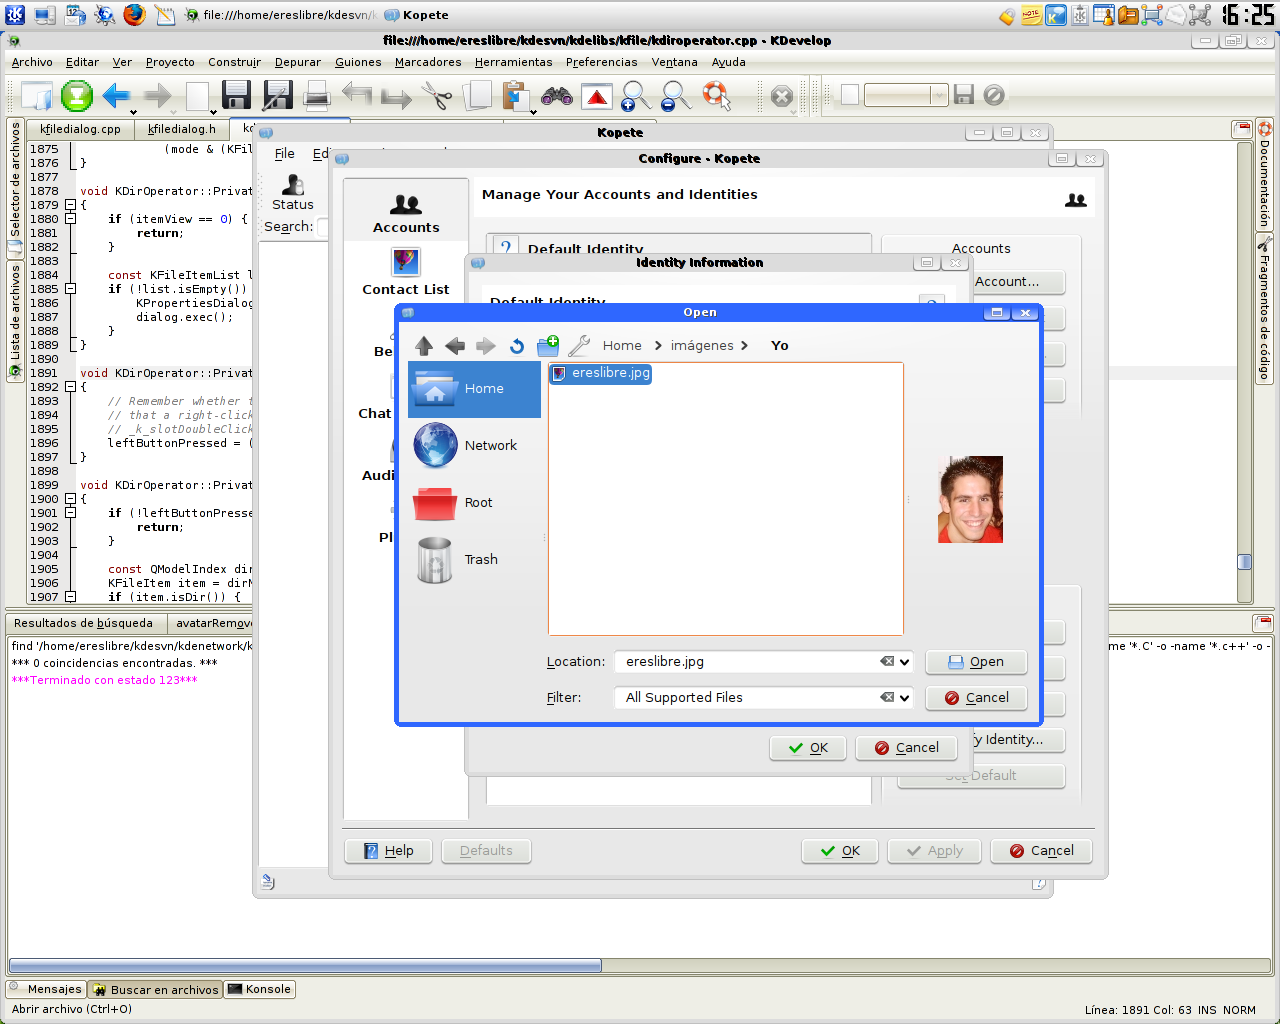 file:///home/ereslibre/kdesvn/k
Kopete
16:25
file:///home/ereslibre/kdesvn/kdelibs/kfile/kdiroperator.cpp - KDevelop
Archivo Editar Ver Proyecto Construir Depurar Guiones Marcadores Herramientas Preferencias Ventana Ayuda
Selector de archivos
Lista de archivos
Documentación
Fragmentos de código
kfiledialog.cpp
kfiledialog.h
1875 (mode & (KFil
1876 }
1877
1878 void KDirOperator::Privat
1879 {
1880 if (itemView == 0) {
1881 return;
1882 }
1883
1884 const KFileItemList l
1885 if (!list.isEmpty())
1886 KPropertiesDialog
1887 dialog.exec();
1888 }
1889 }
1890
1891 void KDirOperator::Privat
1892 {
1893 // Remember whether t
1894 // that a right-click
1895 // _k_slotDoubleClick
1896 leftButtonPressed = (
1897 }
1898
1899 void KDirOperator::Privat
1900 {
1901 if (!leftButtonPresse
1902 return;
1903 }
1904
1905 const QModelIndex dir
1906 KFileItem item = dirM
1907 if (item.isDir()) {
Kopete
File
Status
Search:
Configure - Kopete
Accounts
Contact List
Be
Chat
Audi
Pl
Manage Your Accounts and Identities
Default Identity
Accounts
Account...
y Identity...
Set Default
Identity Information
Default Identity
OK
Cancel
Open
Home
imágenes
Yo
Home
Network
Root
Trash
ereslibre.jpg
Location: ereslibre.jpg
Open
Filter: All Supported Files
Cancel
Help
Defaults
OK
Apply
Cancel
Resultados de búsqueda
avatarRemove
find '/home/ereslibre/kdesvn/kdenetwork/k
me '*.C' -o -name '*.c++' -o -
*** 0 coincidencias encontradas. ***
***Terminado con estado 123***
Mensajes
Buscar en archivos
Konsole
Abrir archivo (Ctrl+O)
Línea: 1891 Col: 63 INS NORM